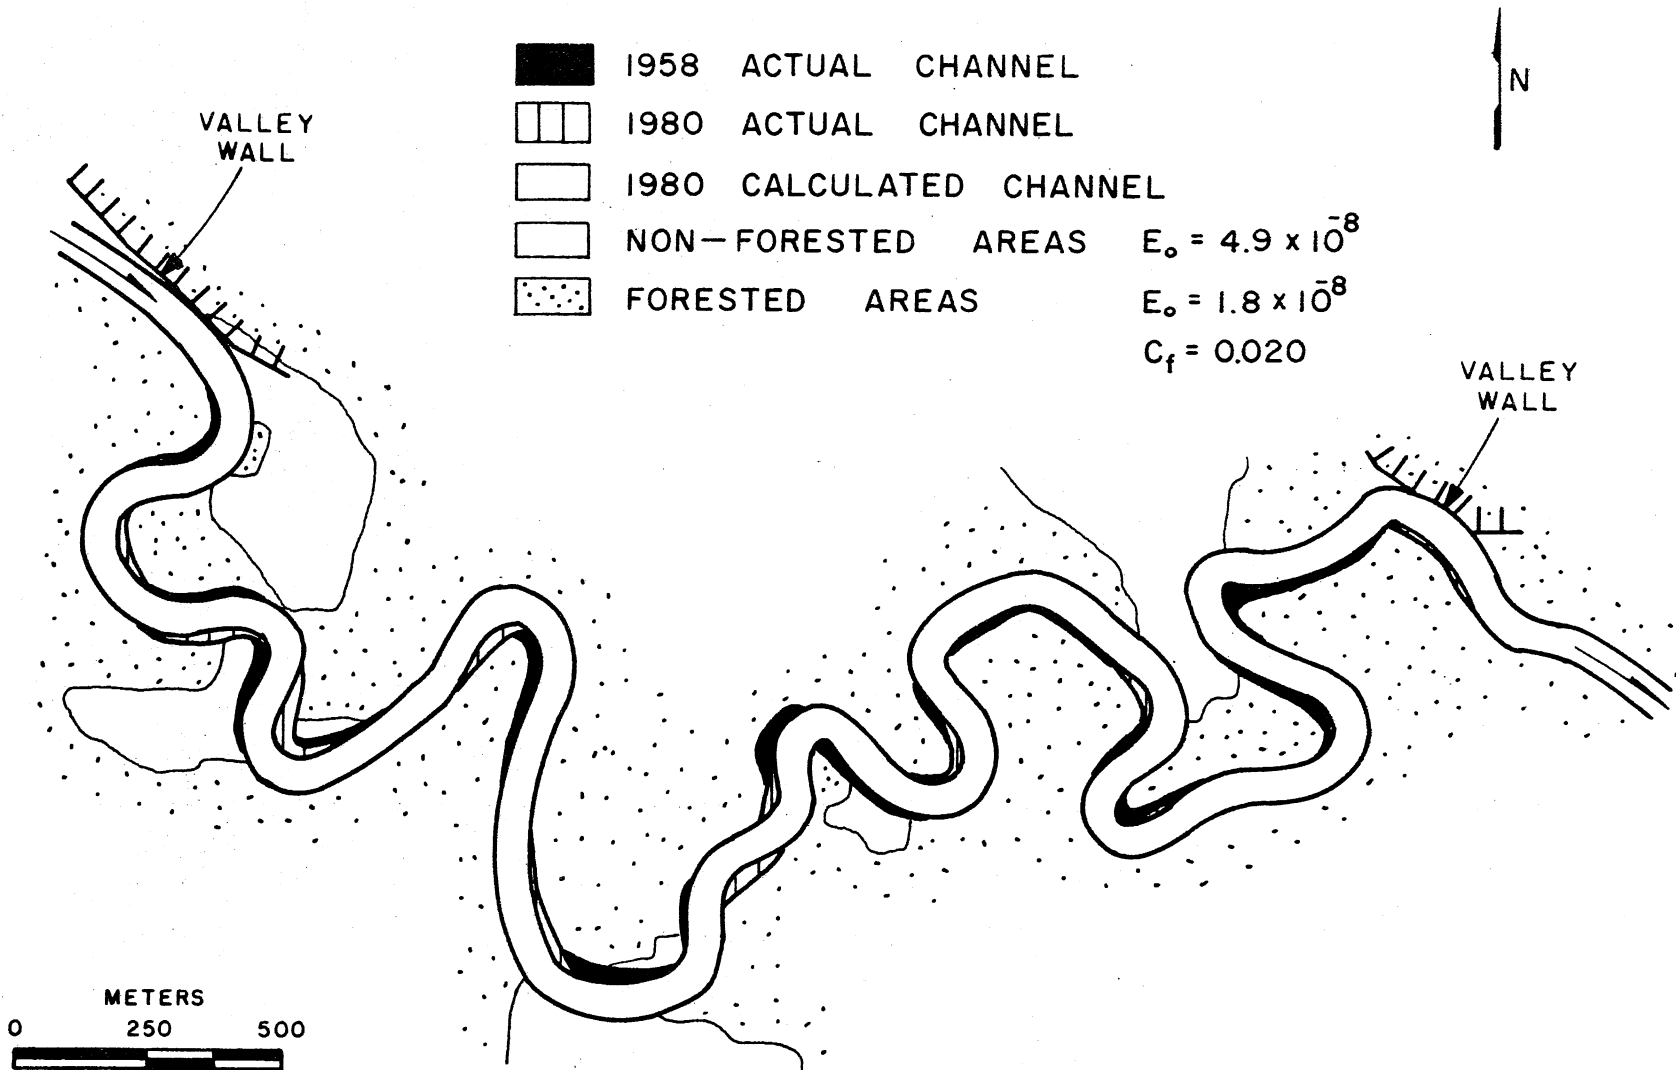 1958 ACTUAL CHANNEL
1980 ACTUAL CHANNEL
1980 CALCULATED CHANNEL
NON-FORESTED AREAS E₀ = 4.9 x 10⁻⁸
FORESTED AREAS E₀ = 1.8 x 10⁻⁸
C_f = 0.020
N
VALLEY
WALL
VALLEY
WALL
METERS
0 250 500